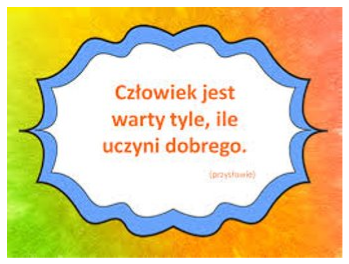 Człowiek jest
warty tyle, ile
uczyni dobrego.
(przysłowie)